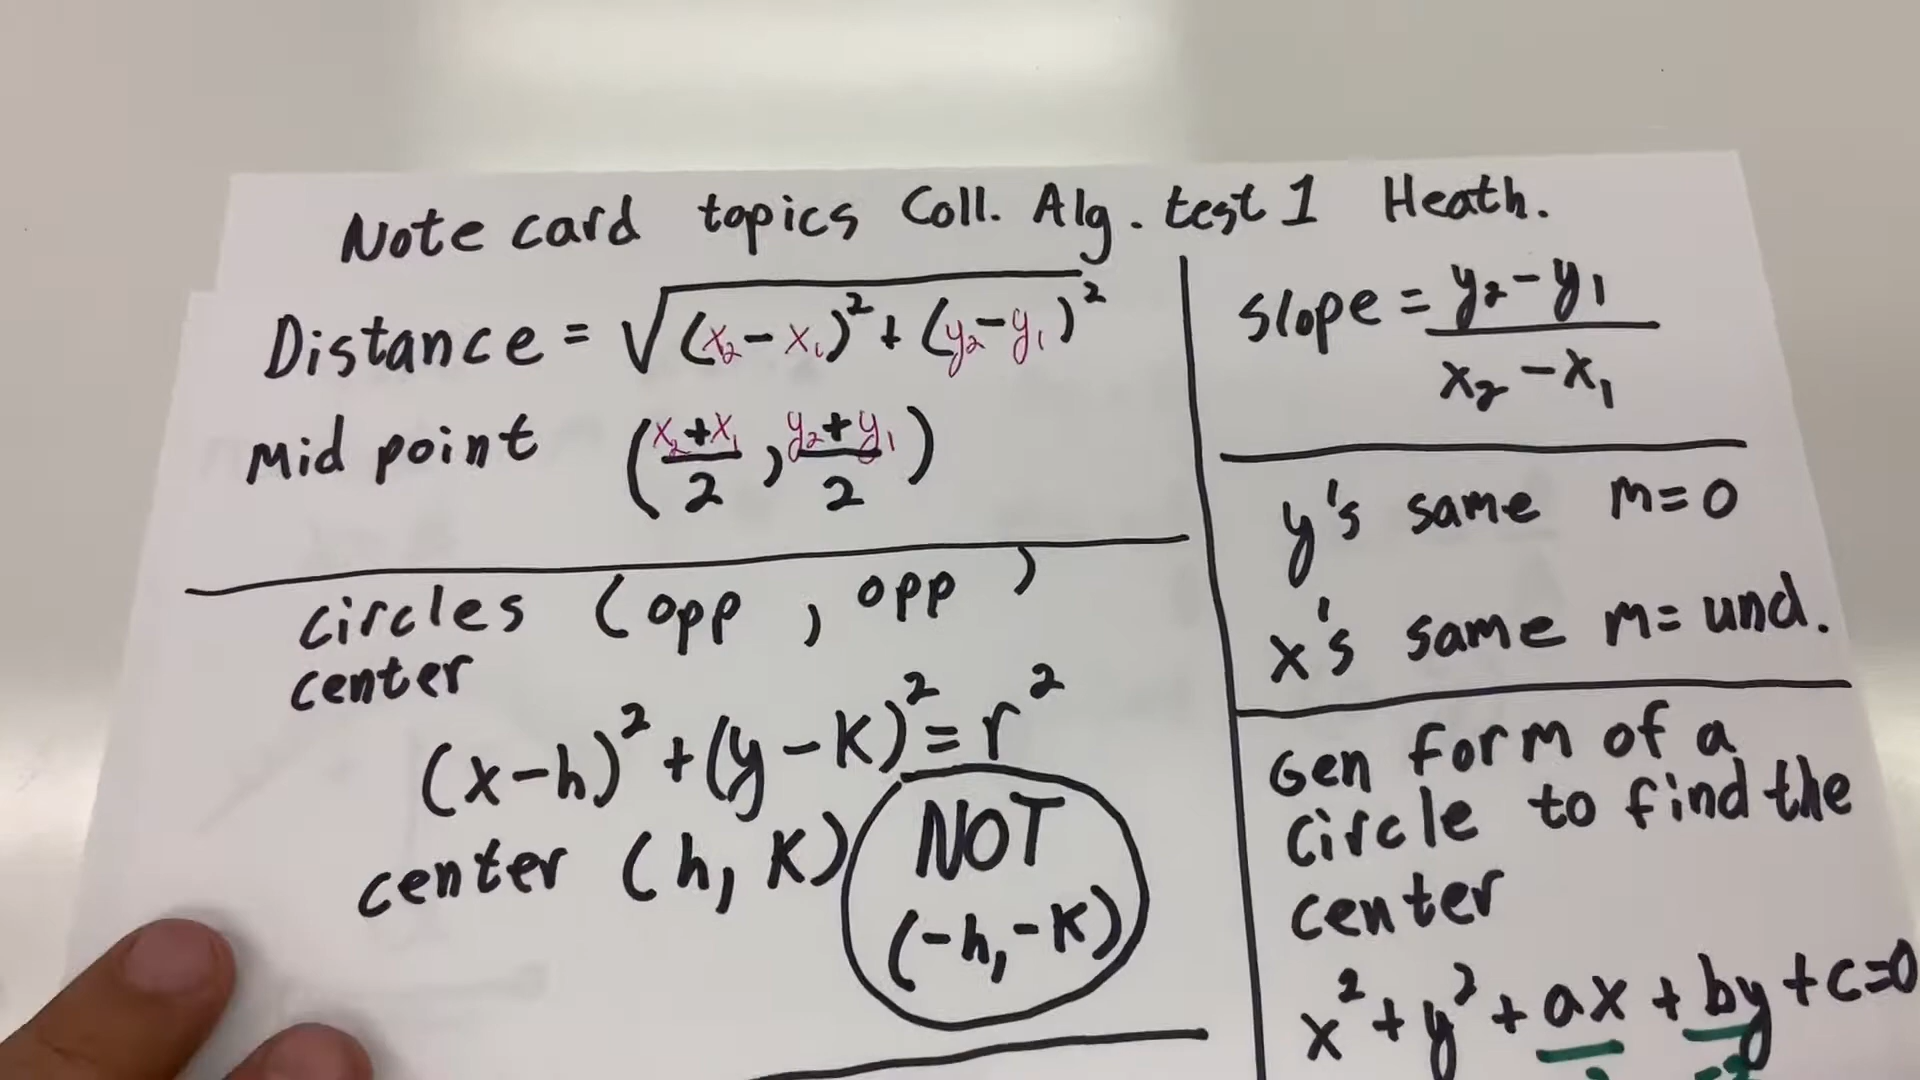 Note card topics Coll. Alg. test 1 Heath.
Distance = √(x₂-x₁)²+(y₂-y₁)²
Mid point (x₂+x₁/2, y₂+y₁/2)
circles (opp, opp)
center
(x-h)²+(y-K)²=r²
center (h, K)
NOT
(-h,-K)
slope = y₂-y₁/x₂-x₁
y's same m=0
x's same m= und.
Gen form of a
circle to find the
center
x²+y²+ax+by+c=0